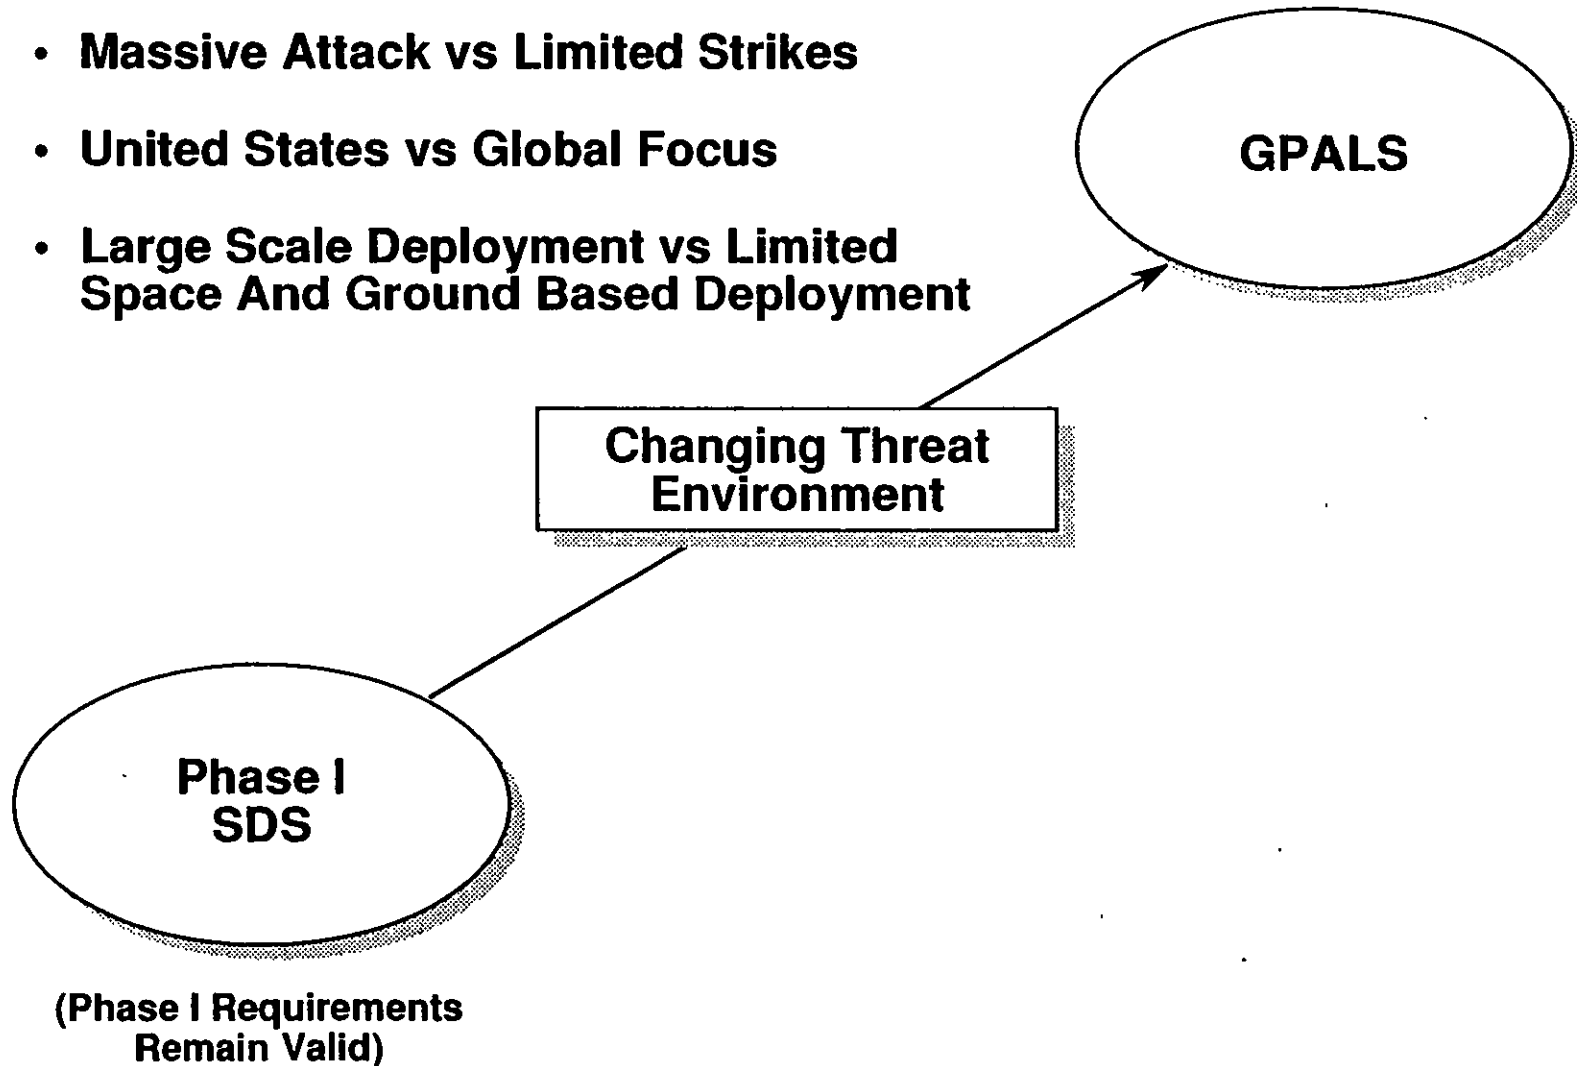 • Massive Attack vs Limited Strikes
• United States vs Global Focus
• Large Scale Deployment vs Limited
Space And Ground Based Deployment
GPALS
Changing Threat
Environment
Phase I
SDS
(Phase I Requirements
Remain Valid)